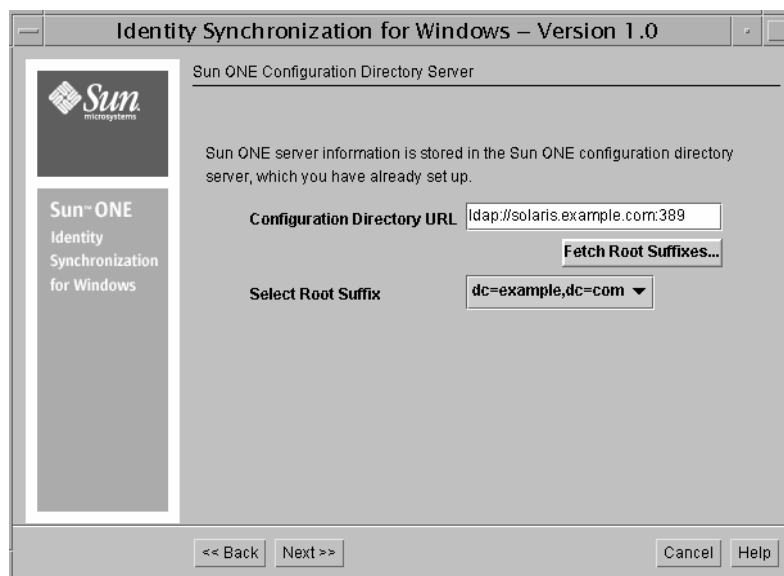 Identity Synchronization for Windows – Version 1.0
Sun
microsystems
Sun™ ONE
Identity
Synchronization
for Windows
Sun ONE Configuration Directory Server
Sun ONE server information is stored in the Sun ONE configuration directory
server, which you have already set up.
Configuration Directory URL ldap://solaris.example.com:389
Fetch Root Suffixes...
Select Root Suffix dc=example,dc=com
<< Back Next >> Cancel Help